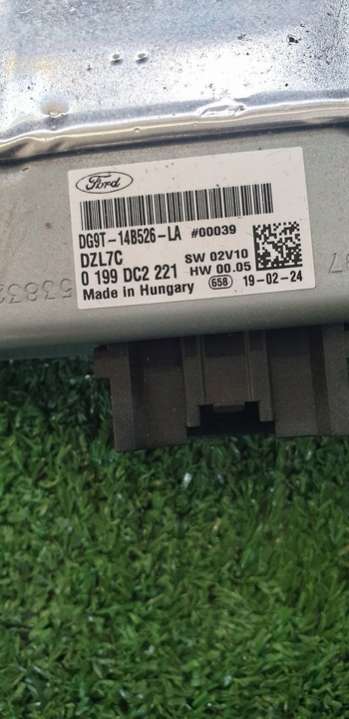 Ford
DG9T-14B526-LA #00039
DZL7C SW 02V10
0 199 DC2 221 HW 00.05
Made in Hungary 658 19-02-24